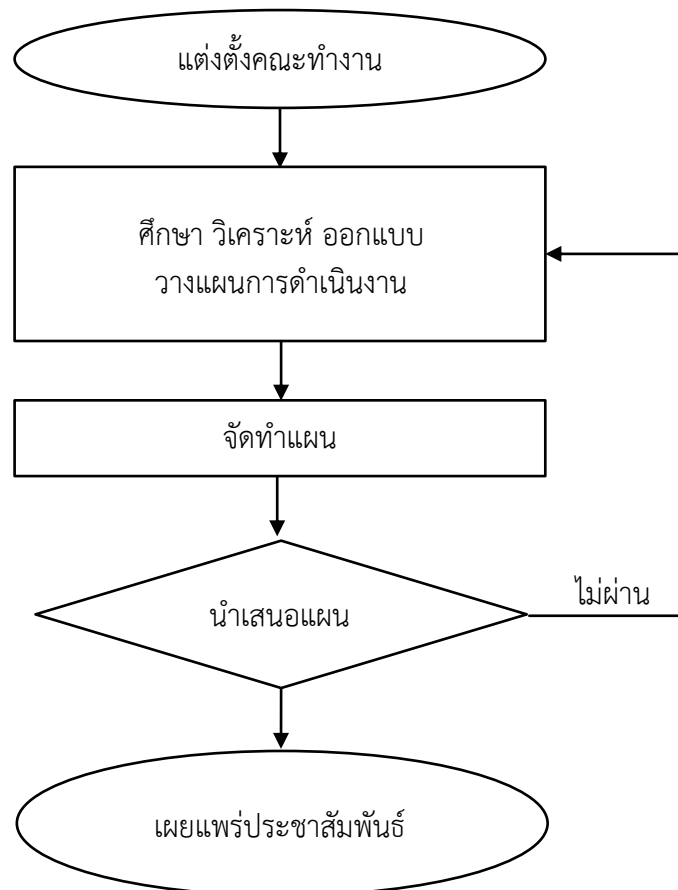 แต่งตั้งคณะทำงาน
ศึกษา วิเคราะห์ ออกแบบ
วางแผนการดำเนินงาน
จัดทำแผน
นำเสนอแผน
ไม่ผ่าน
เผยแพร่ประชาสัมพันธ์